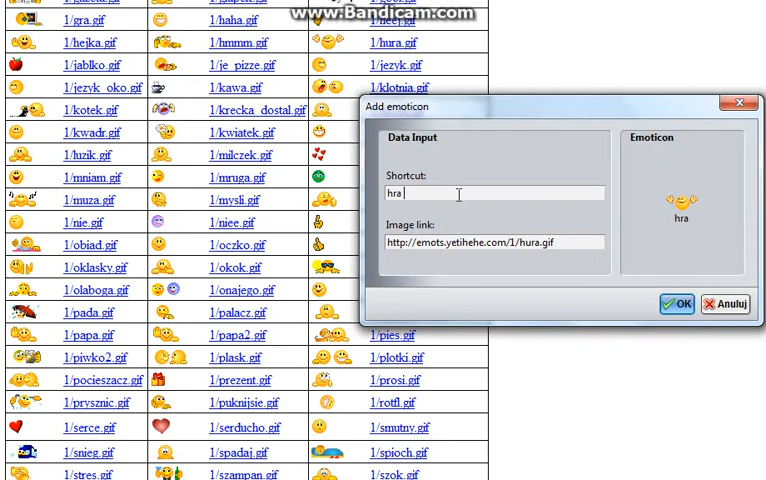 www.Bandicam.com
1/gra.gif 1/haha.gif
1/hejka.gif 1/hmmm.gif 1/hura.gif
1/jablko.gif 1/je_pizze.gif 1/jezyk.gif
1/jezyk_oko.gif 1/kawa.gif 1/klotnia.gif
1/kotek.gif 1/krecka_dostal.gif
1/kwadr.gif 1/kwiatek.gif
1/luzik.gif 1/milczek.gif
1/mniam.gif 1/mruga.gif
1/muza.gif 1/mysli.gif
1/nie.gif 1/niee.gif
1/obiad.gif 1/oczko.gif
1/oklasky.gif 1/okok.gif
1/olaboga.gif 1/onajego.gif
1/pada.gif 1/palacz.gif
1/papa.gif 1/papa2.gif 1/pies.gif
1/piwko2.gif 1/plask.gif 1/plotki.gif
1/pocieszacz.gif 1/prezent.gif 1/prosi.gif
1/prysznic.gif 1/puknijsie.gif 1/rotfl.gif
1/serce.gif 1/serducho.gif 1/smutny.gif
1/snieg.gif 1/spadaj.gif 1/spioch.gif
1/stres.gif 1/szampan.gif 1/szok.gif
Add emoticon
Data Input
Shortcut:
hra
Image link:
http://emots.yetihehe.com/1/hura.gif
Emoticon
hra
OK
Anuluj